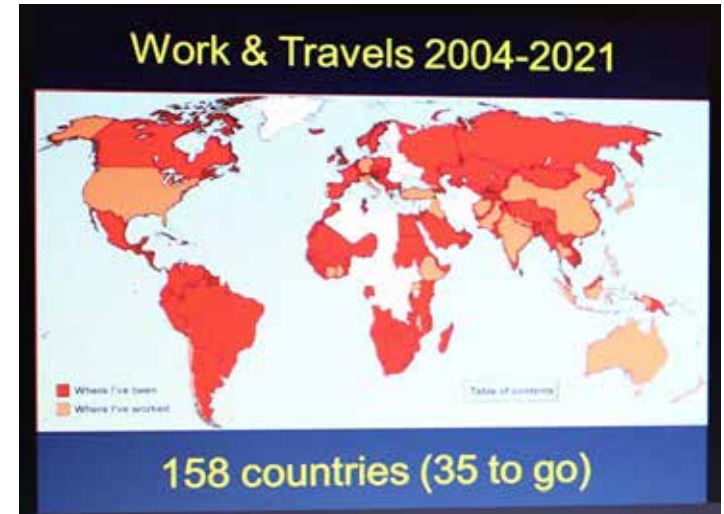 Work & Travels 2004-2021
Where I've been
Where I've worked
Table of contents
158 countries (35 to go)